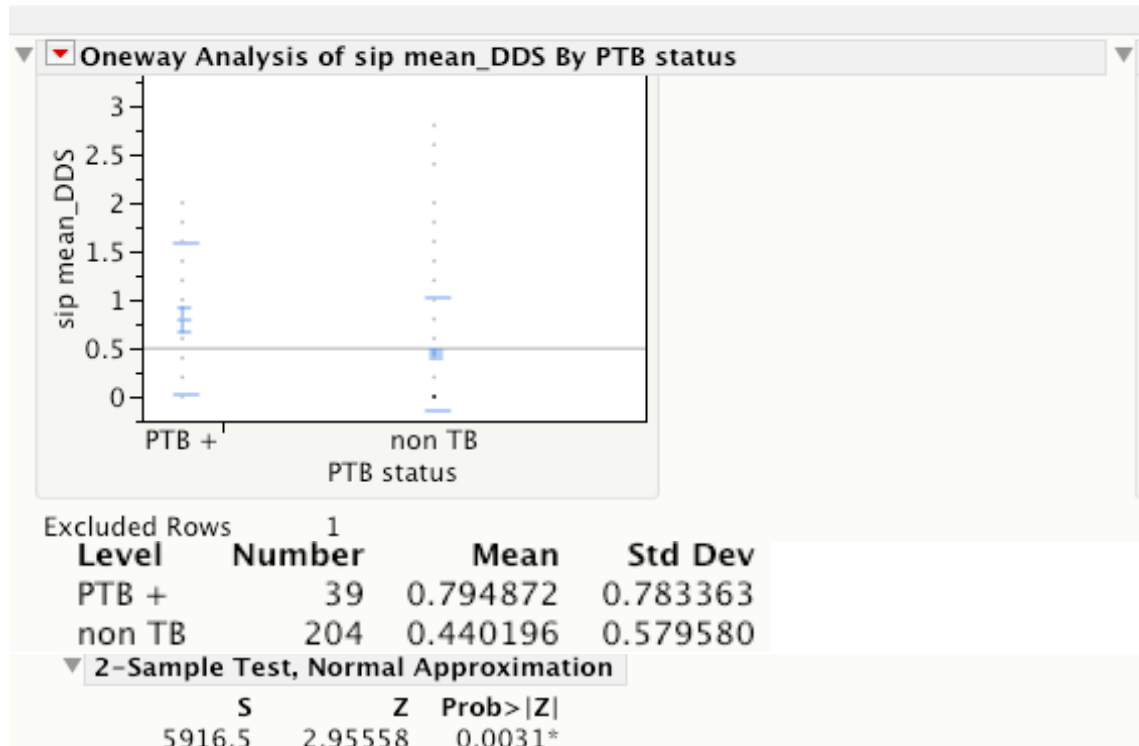 Oneway Analysis of sip mean_DDS By PTB status
3
2.5
2
1.5
1
0.5
0
sip mean_DDS
PTB + non TB
PTB status
Excluded Rows 1
Level Number Mean Std Dev
PTB + 39 0.794872 0.783363
non TB 204 0.440196 0.579580
2-Sample Test, Normal Approximation
S Z Prob>|Z|
5916.5 2.95558 0.0031*